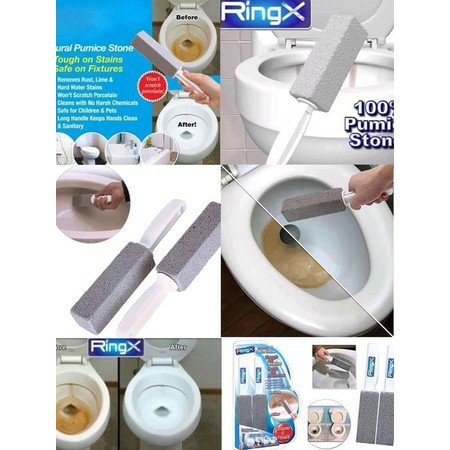 Before
ural Pumice Stone
Tough on Stains
Safe on Fixtures
Removes Rust, Lime &
Hard Water Stains
Won't Scratch Porcelain
Cleans with No Harsh Chemicals
Safe for Children & Pets
Long Handle Keeps Hands Clean
& Sanitary
Won't
scratch
porcelain!
After!
RingX
100%
Pumic
Ston
ore
RingX
After
RingX